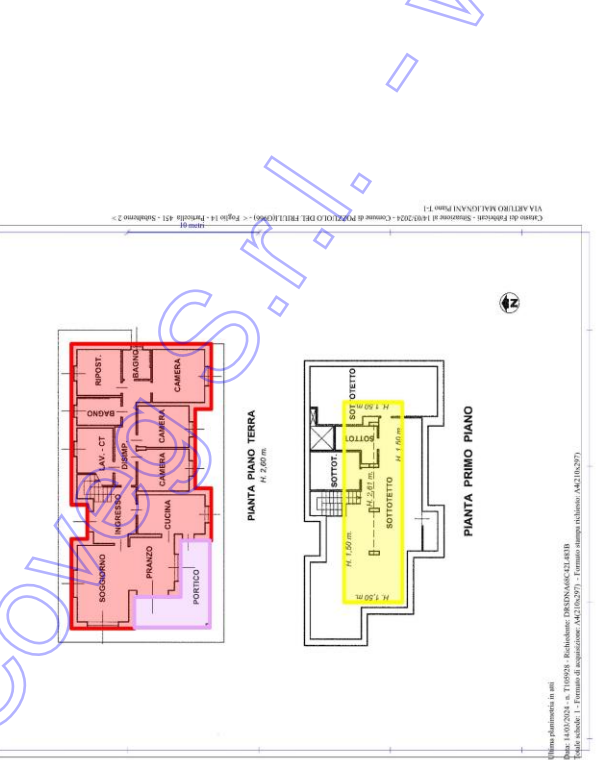 Coveg s.r.l. - v
VIA ARTURO MALIGNANI Piano T-1
Catasto dei Fabbricati - Situazione al 14/03/2024 - Comune di POZZUOLO DEL FRIULI(G966) - < Foglio 14 - Particella 451 - Subalterno 2 >
10 metri
N
RIPOST.
BAGNO
CAMERA
BAGNO
LAV. - CT
DISIMP.
CAMERA
CAMERA
INGRESSO
CUCINA
SOGGIORNO
PRANZO
PORTICO
PIANTA PIANO TERRA
H. 2,60 m.
SOTTOTETTO
H. 1,50 m.
SOTTOT.
SOTTOT.
H. 1,50 m.
H. 2,61 m.
SOTTOTETTO
H. 1,50 m.
H. 1,50 m.
PIANTA PRIMO PIANO
Ultima planimetria in atti
Data: 14/03/2024 - n. T105928 - Richiedente:
Totale schede: 1 - Formato di acquisizione: A4(210x297) - Formato stampa richiesto: A4(210x297)